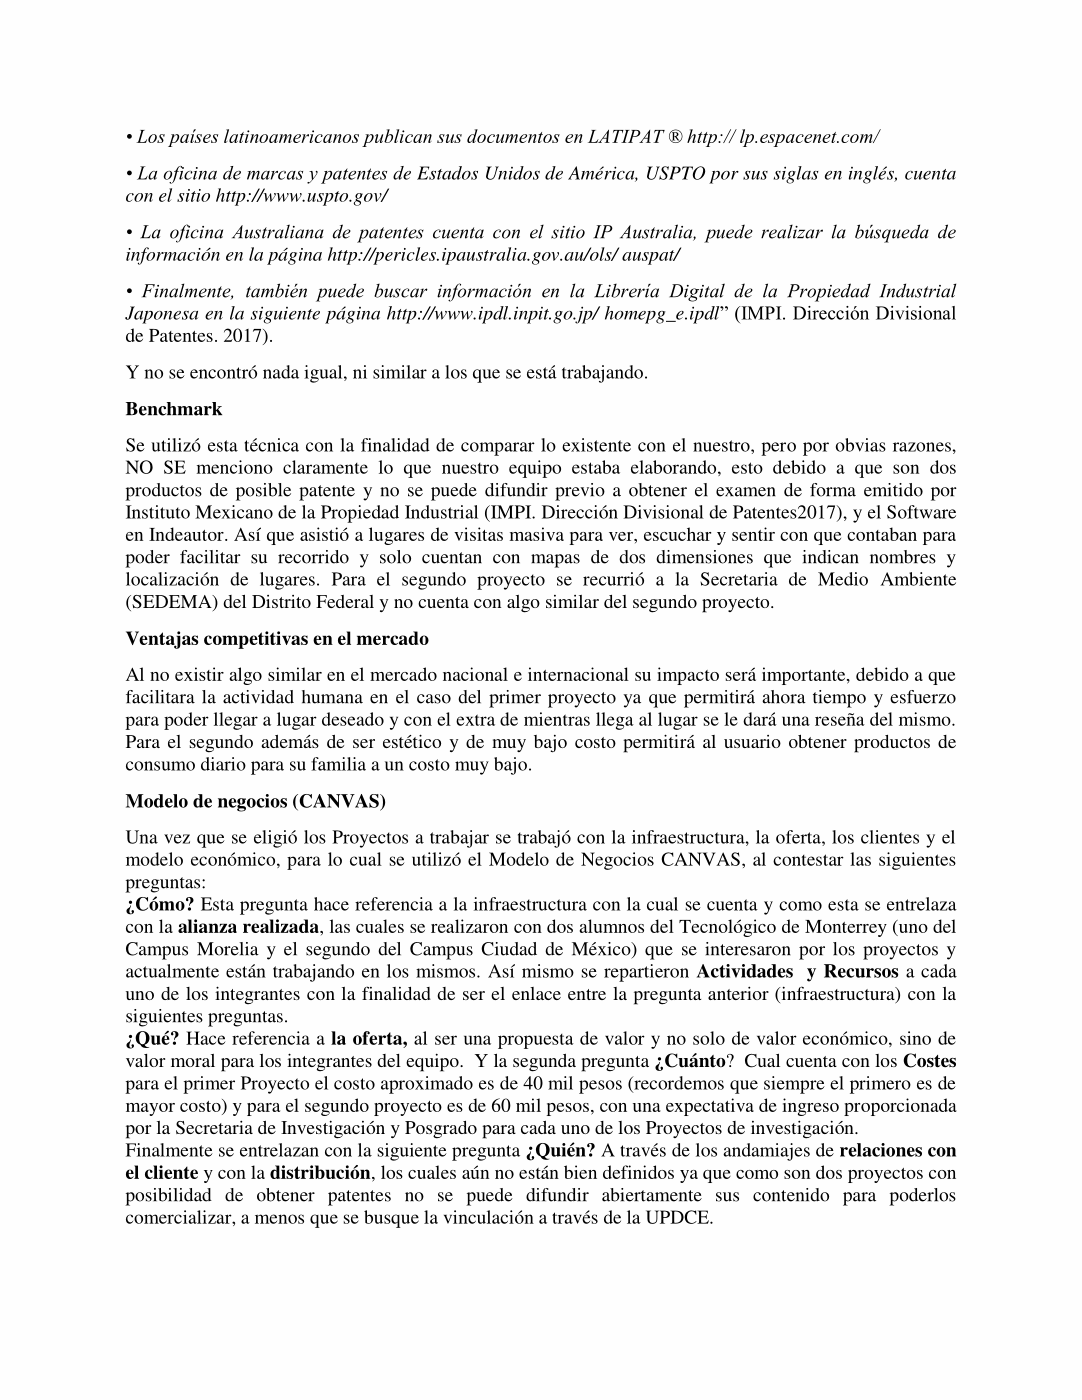 • Los países latinoamericanos publican sus documentos en LATIPAT ® http:// lp.espacenet.com/
• La oficina de marcas y patentes de Estados Unidos de América, USPTO por sus siglas en inglés, cuenta
con el sitio http://www.uspto.gov/
• La oficina Australiana de patentes cuenta con el sitio IP Australia, puede realizar la búsqueda de
información en la página http://pericles.ipaustralia.gov.au/ols/ auspat/
• Finalmente, también puede buscar información en la Librería Digital de la Propiedad Industrial
Japonesa en la siguiente página http://www.ipdl.inpit.go.jp/ homepg_e.ipdl” (IMPI. Dirección Divisional
de Patentes. 2017).
Y no se encontró nada igual, ni similar a los que se está trabajando.
Benchmark
Se utilizó esta técnica con la finalidad de comparar lo existente con el nuestro, pero por obvias razones,
NO SE menciono claramente lo que nuestro equipo estaba elaborando, esto debido a que son dos
productos de posible patente y no se puede difundir previo a obtener el examen de forma emitido por
Instituto Mexicano de la Propiedad Industrial (IMPI. Dirección Divisional de Patentes2017), y el Software
en Indeautor. Así que asistió a lugares de visitas masiva para ver, escuchar y sentir con que contaban para
poder facilitar su recorrido y solo cuentan con mapas de dos dimensiones que indican nombres y
localización de lugares. Para el segundo proyecto se recurrió a la Secretaria de Medio Ambiente
(SEDEMA) del Distrito Federal y no cuenta con algo similar del segundo proyecto.
Ventajas competitivas en el mercado
Al no existir algo similar en el mercado nacional e internacional su impacto será importante, debido a que
facilitara la actividad humana en el caso del primer proyecto ya que permitirá ahora tiempo y esfuerzo
para poder llegar a lugar deseado y con el extra de mientras llega al lugar se le dará una reseña del mismo.
Para el segundo además de ser estético y de muy bajo costo permitirá al usuario obtener productos de
consumo diario para su familia a un costo muy bajo.
Modelo de negocios (CANVAS)
Una vez que se eligió los Proyectos a trabajar se trabajó con la infraestructura, la oferta, los clientes y el
modelo económico, para lo cual se utilizó el Modelo de Negocios CANVAS, al contestar las siguientes
preguntas:
¿Cómo? Esta pregunta hace referencia a la infraestructura con la cual se cuenta y como esta se entrelaza
con la alianza realizada, las cuales se realizaron con dos alumnos del Tecnológico de Monterrey (uno del
Campus Morelia y el segundo del Campus Ciudad de México) que se interesaron por los proyectos y
actualmente están trabajando en los mismos. Así mismo se repartieron Actividades  y Recursos a cada
uno de los integrantes con la finalidad de ser el enlace entre la pregunta anterior (infraestructura) con la
siguientes preguntas.
¿Qué? Hace referencia a la oferta, al ser una propuesta de valor y no solo de valor económico, sino de
valor moral para los integrantes del equipo.  Y la segunda pregunta ¿Cuánto?  Cual cuenta con los Costes
para el primer Proyecto el costo aproximado es de 40 mil pesos (recordemos que siempre el primero es de
mayor costo) y para el segundo proyecto es de 60 mil pesos, con una expectativa de ingreso proporcionada
por la Secretaria de Investigación y Posgrado para cada uno de los Proyectos de investigación.
Finalmente se entrelazan con la siguiente pregunta ¿Quién? A través de los andamiajes de relaciones con
el cliente y con la distribución, los cuales aún no están bien definidos ya que como son dos proyectos con
posibilidad de obtener patentes no se puede difundir abiertamente sus contenido para poderlos
comercializar, a menos que se busque la vinculación a través de la UPDCE.